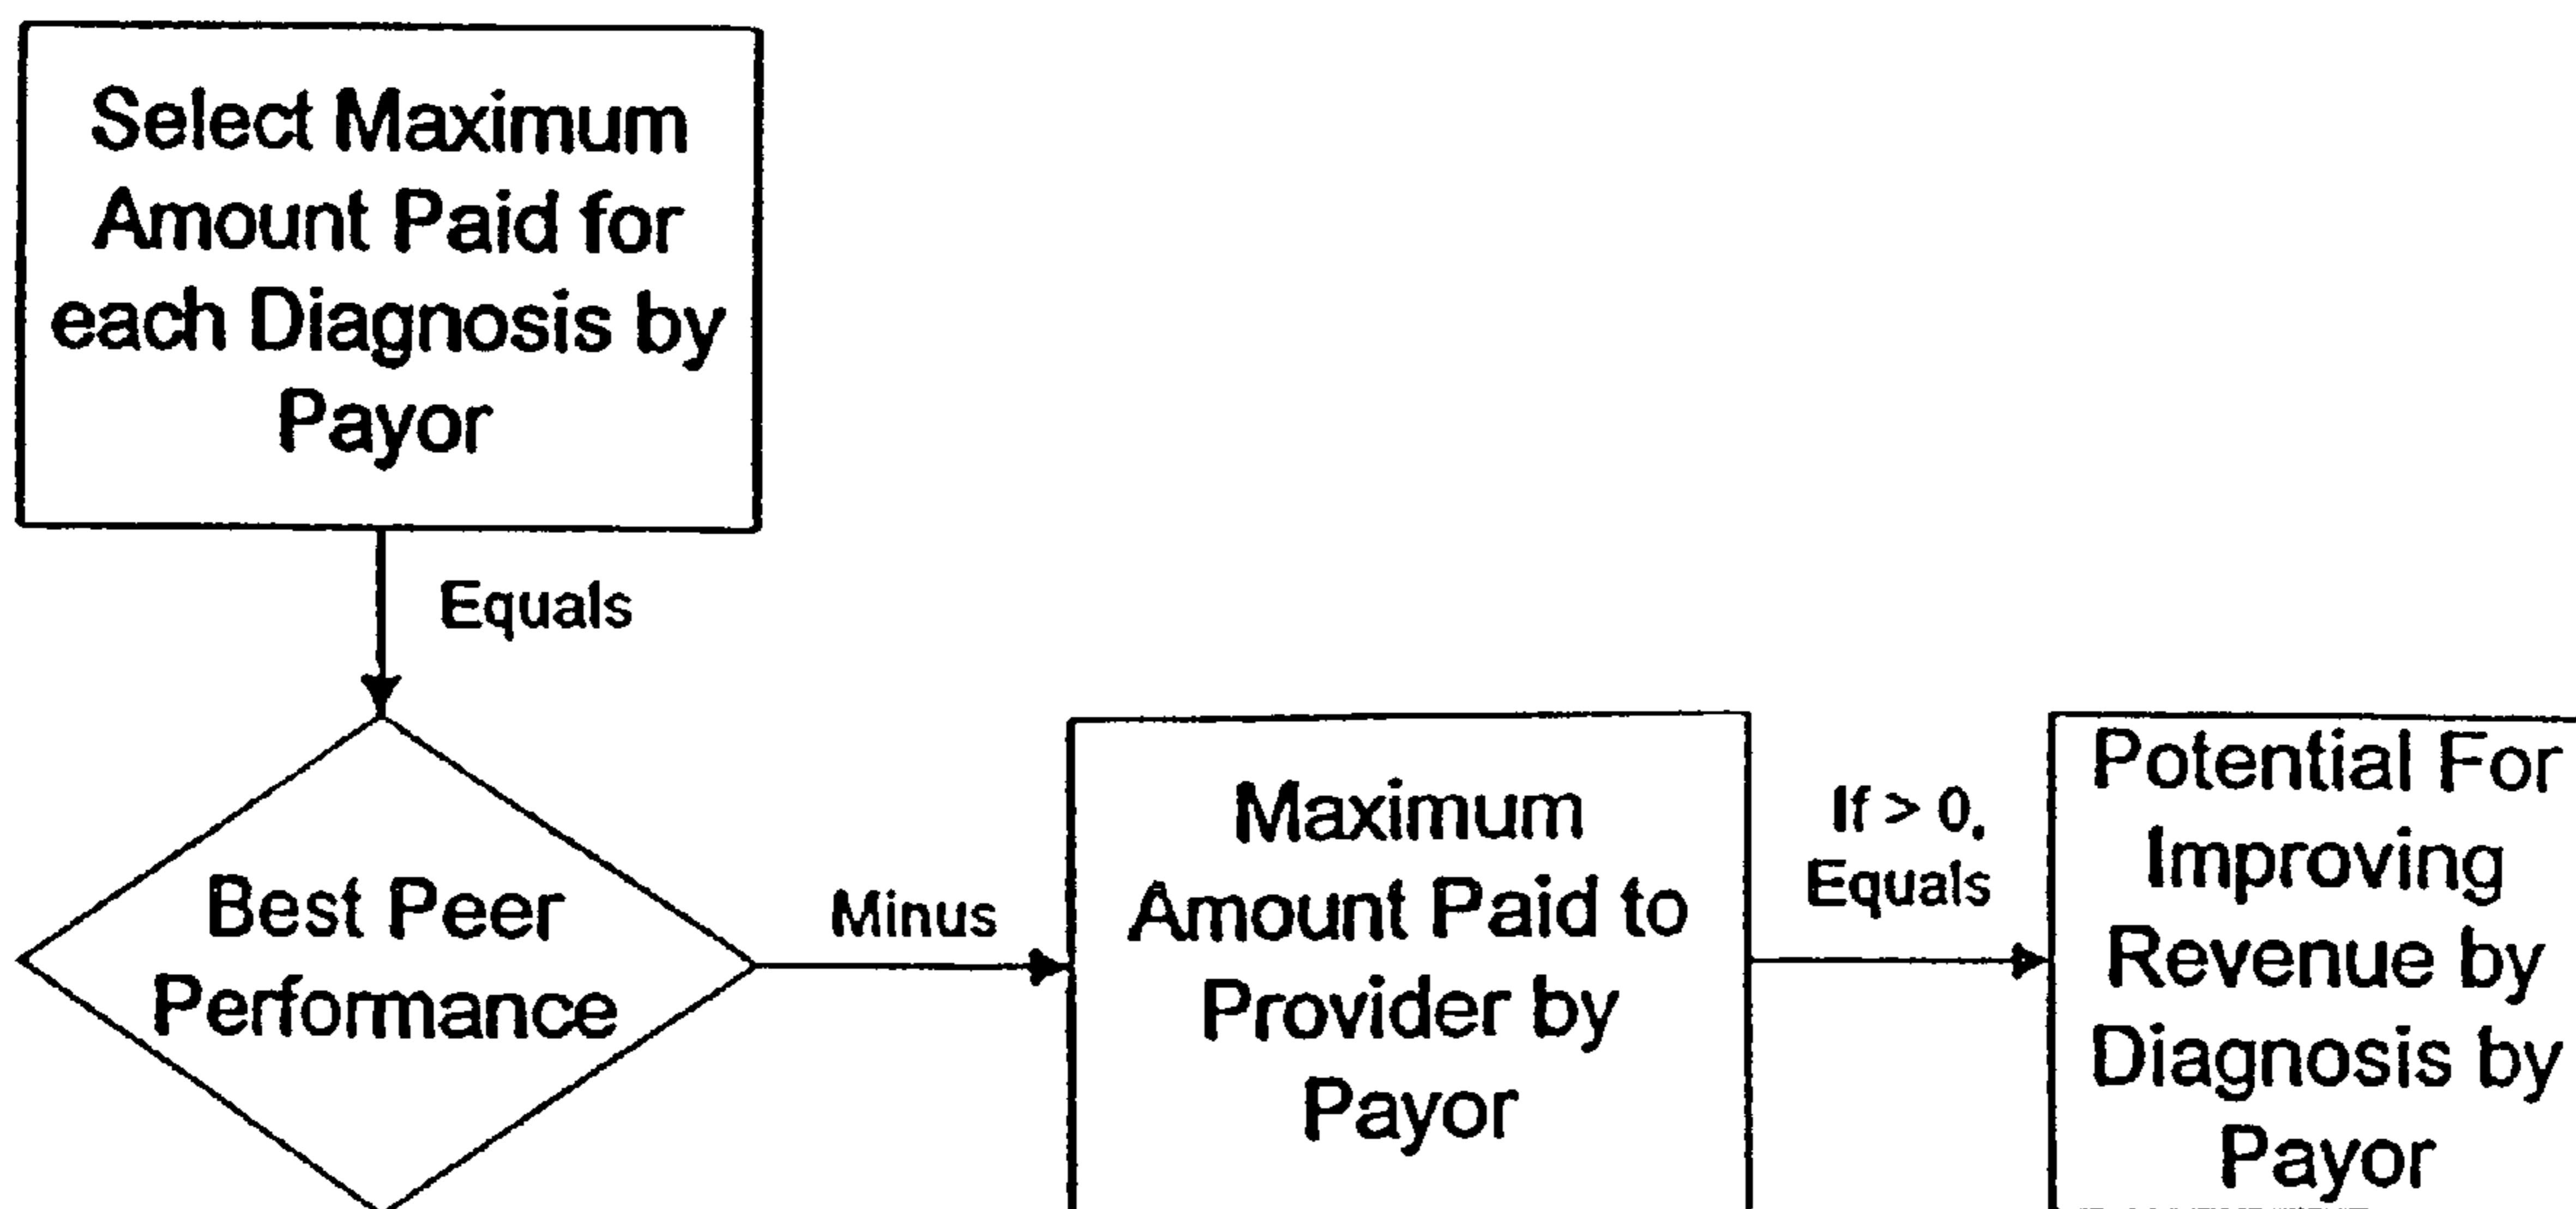 Select Maximum
Amount Paid for
each Diagnosis by
Payor
Equals
Best Peer
Performance
Minus
Maximum
Amount Paid to
Provider by
Payor
If > 0,
Equals
Potential For
Improving
Revenue by
Diagnosis by
Payor